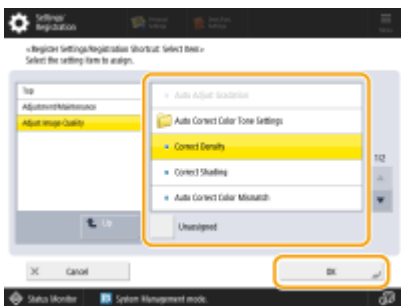 Settings/
Registration
Menu
<Register Settings/Registration Shortcut: Select Item>
Select the setting item to assign.
Top
Adjustment/Maintenance
Adjust Image Quality
Auto Adjust Gradation
Auto Correct Color Tone Settings
Correct Density
Correct Shading
Auto Correct Color Mismatch
1/2
Up
Unassigned
Cancel
OK
Status Monitor
System Management mode.